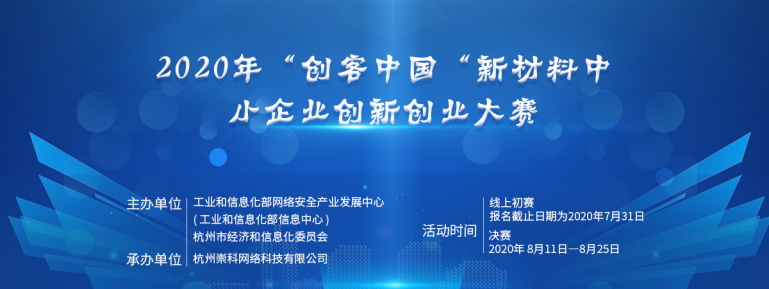 2020年“创客中国“新材料中
小企业创新创业大赛
主办单位
工业和信息化部网络安全产业发展中心
(工业和信息化部信息中心)
杭州市经济和信息化委员会
承办单位
杭州崇科网络科技有限公司
活动时间
线上初赛
报名截止日期为2020年7月31日
决赛
2020年 8月11日—8月25日